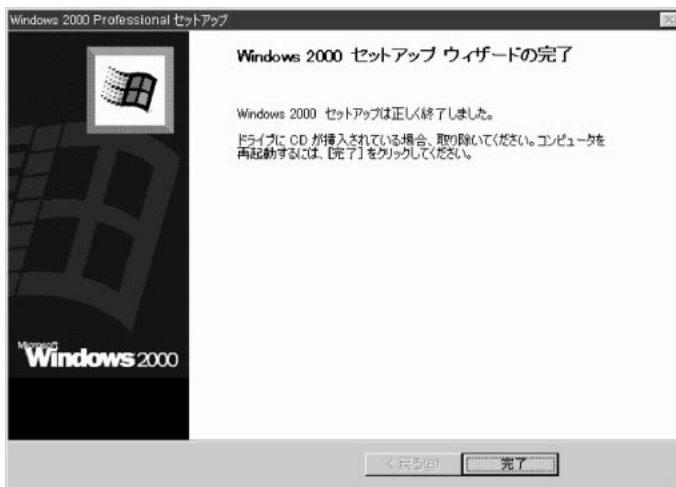 Windows 2000 Professional セットアップ
Windows 2000 セットアップ ウィザードの完了
Windows 2000 セットアップは正しく終了しました。
ドライブに CD が挿入されている場合、取り除いてください。コンピュータを
再起動するには、[完了] をクリックしてください。
Microsoft
Windows 2000
< 戻る(B)
完了